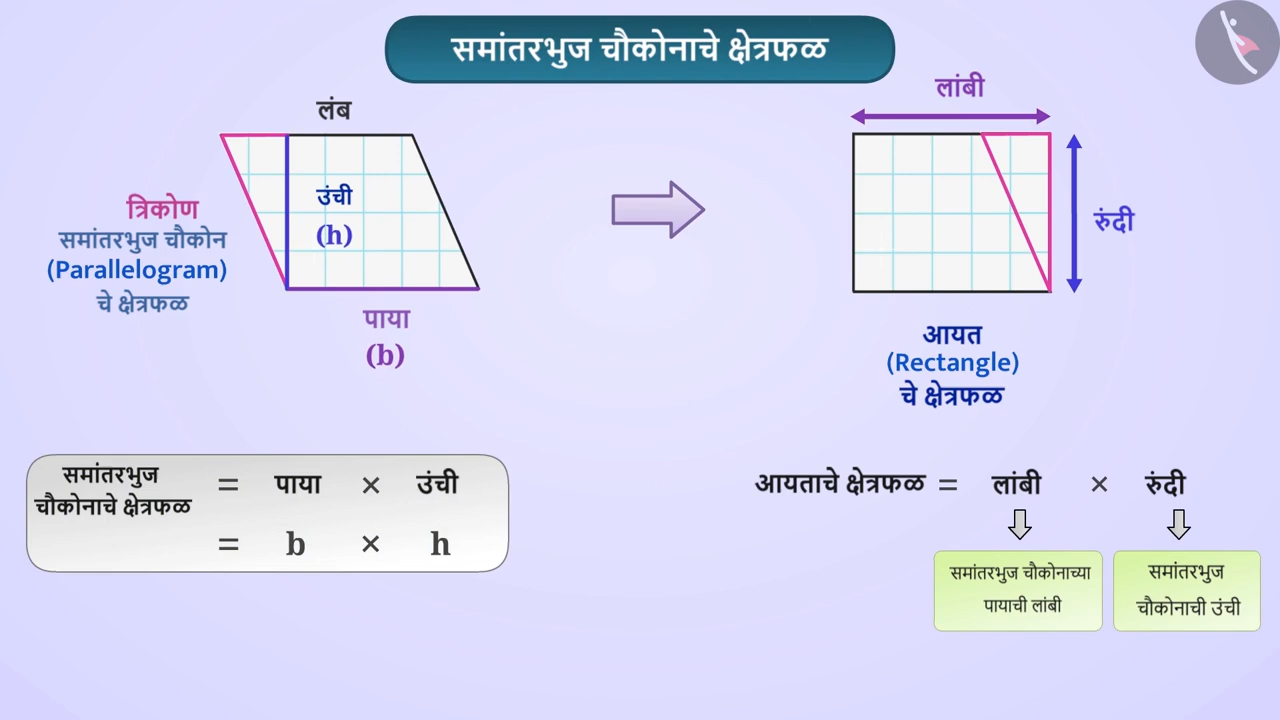 समांतरभुज चौकोनाचे क्षेत्रफळ
लंब
उंची
(h)
त्रिकोण
समांतरभुज चौकोन
(Parallelogram)
चे क्षेत्रफळ
पाया
(b)
लांबी
रुंदी
आयत
(Rectangle)
चे क्षेत्रफळ
समांतरभुज
चौकोनाचे क्षेत्रफळ = पाया × उंची
= b × h
आयताचे क्षेत्रफळ = लांबी × रुंदी
समांतरभुज चौकोनाच्या
पायाची लांबी
समांतरभुज
चौकोनाची उंची